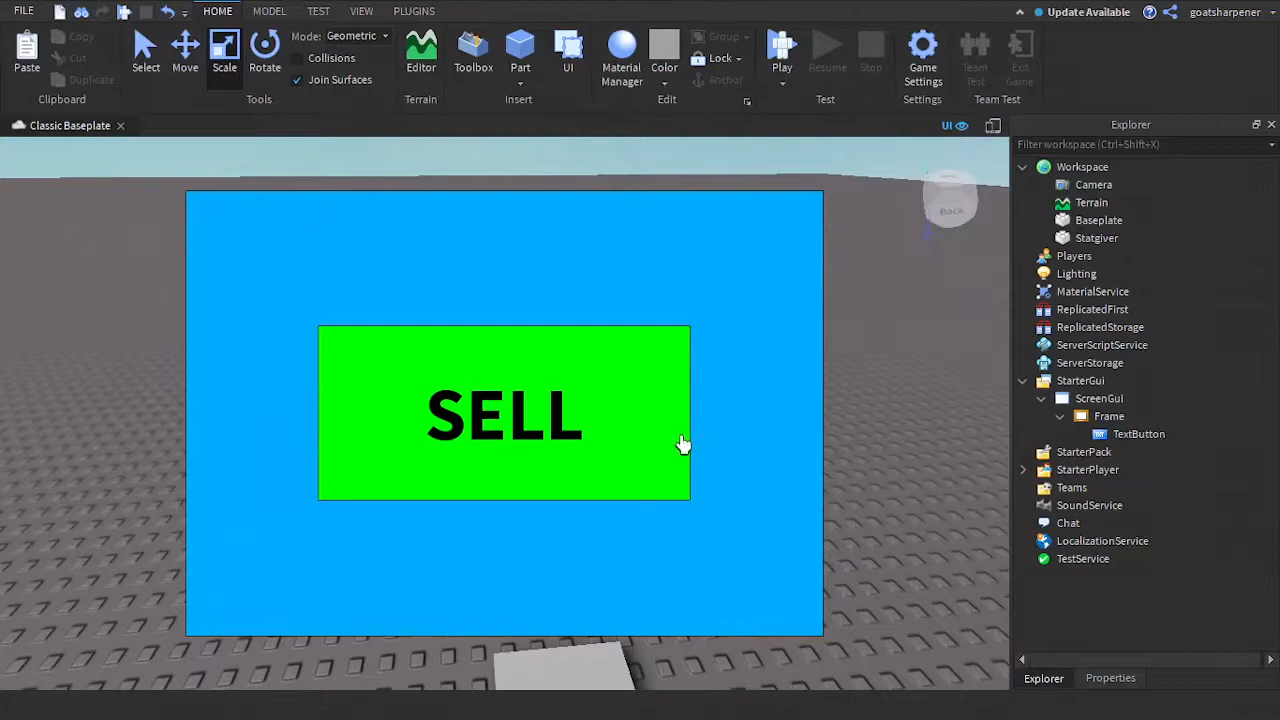 FILE HOME MODEL TEST VIEW PLUGINS Update Available goatsharpener
Paste Copy Cut Duplicate Clipboard
Select Move Scale Rotate Mode: Geometric Collisions Join Surfaces Tools
Editor Terrain
Toolbox Part UI Insert
Material Manager Color Group Lock Anchor Edit
Play Resume Stop Test
Game Settings Settings
Team Test Exit Game Team Test
Classic Baseplate
UI
Back
SELL
Explorer
Filter workspace (Ctrl+Shift+X)
Workspace
Camera
Terrain
Baseplate
Statgiver
Players
Lighting
MaterialService
ReplicatedFirst
ReplicatedStorage
ServerScriptService
ServerStorage
StarterGui
ScreenGui
Frame
TextButton
StarterPack
StarterPlayer
Teams
SoundService
Chat
LocalizationService
TestService
Explorer Properties